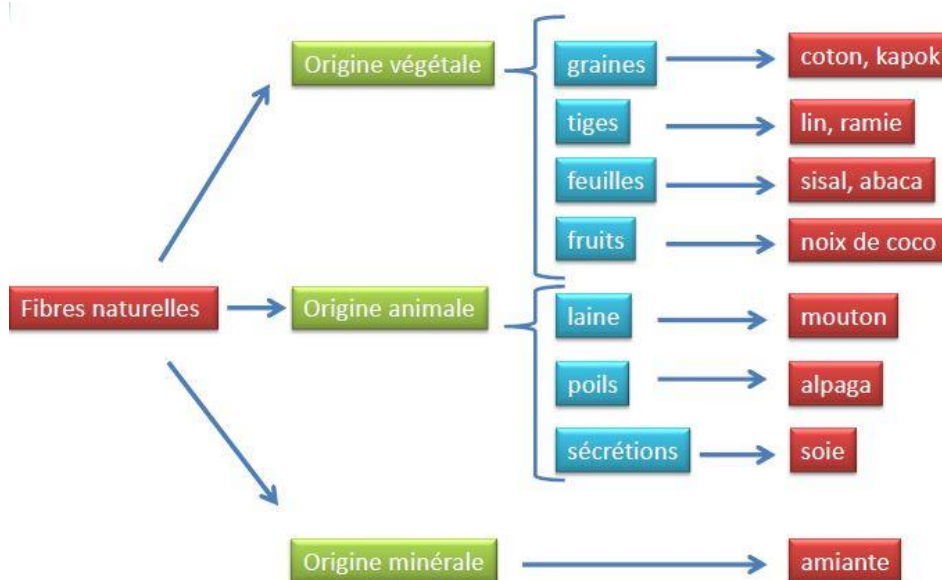 Origine végétale
graines
coton, kapok
tiges
lin, ramie
feuilles
sisal, abaca
fruits
noix de coco
Fibres naturelles
Origine animale
laine
mouton
poils
alpaga
sécrétions
soie
Origine minérale
amiante